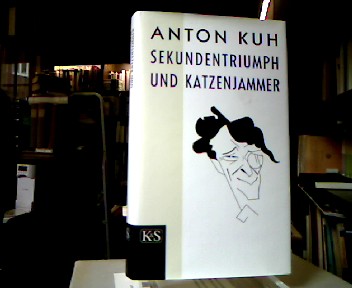 ANTON KUH
SEKUNDENTRIUMPH
UND KATZENJAMMER
K&S